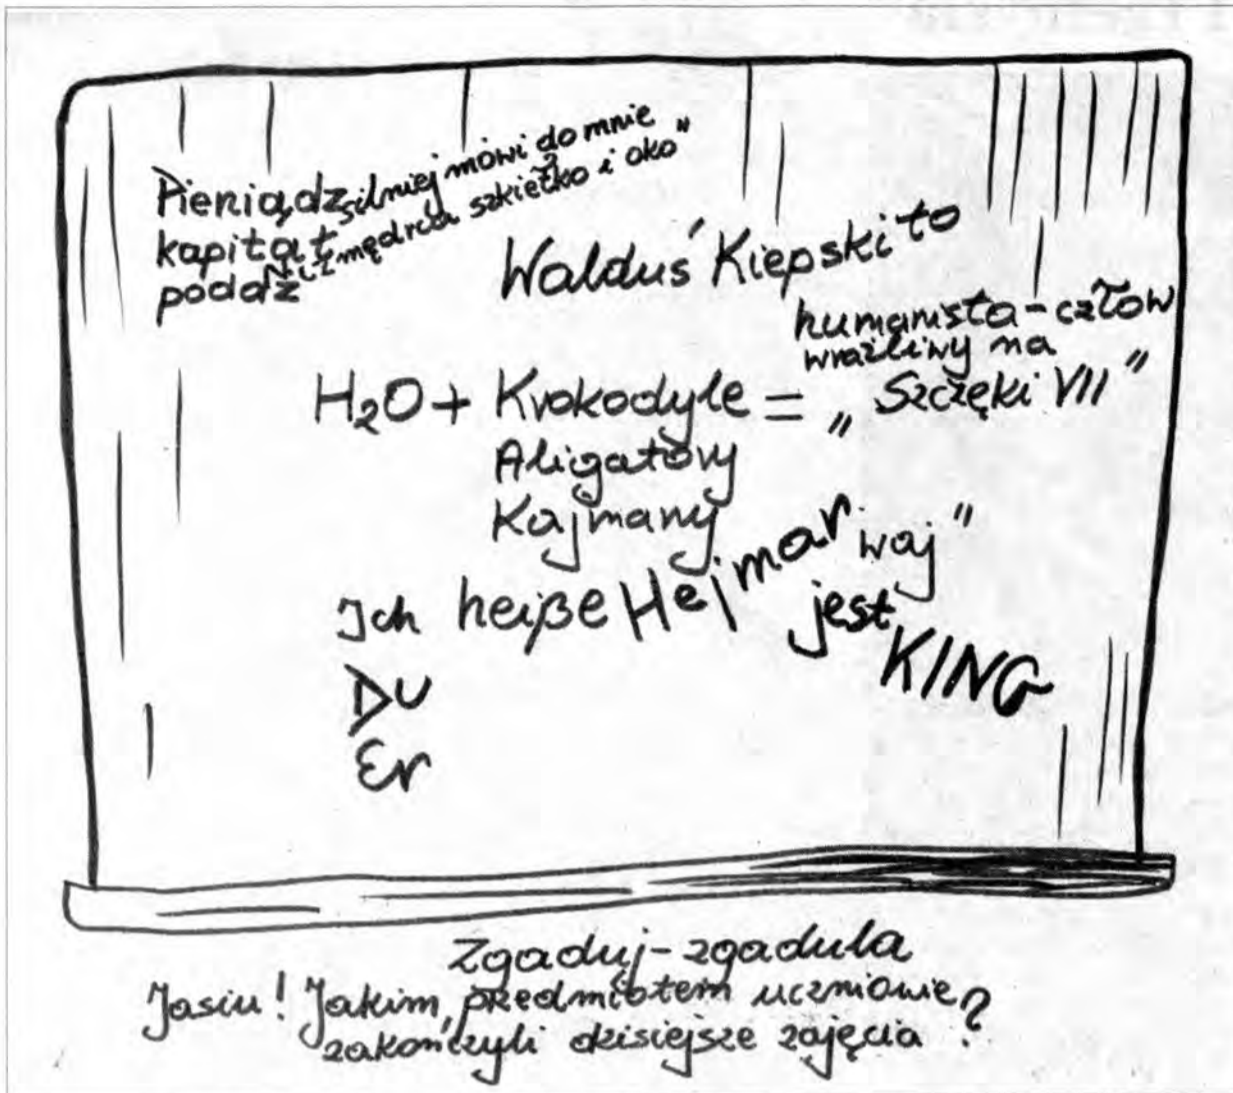 Pieniądz silniej mówi do mnie
kapitał niż mędrca szkiełko i oko"
podaż
Walduś Kiepski to
humanista - człow
wrażliwy na
H₂O + Krokodyle = „Szczęki VII"
Aligatory
Kajmany
Ich heiße Hejmar waj"
jest
KING
Du
Er
Zgaduj-zgadula
Jasiu! Jakim przedmiotem uczniowie
zakończyli dzisiejsze zajęcia?